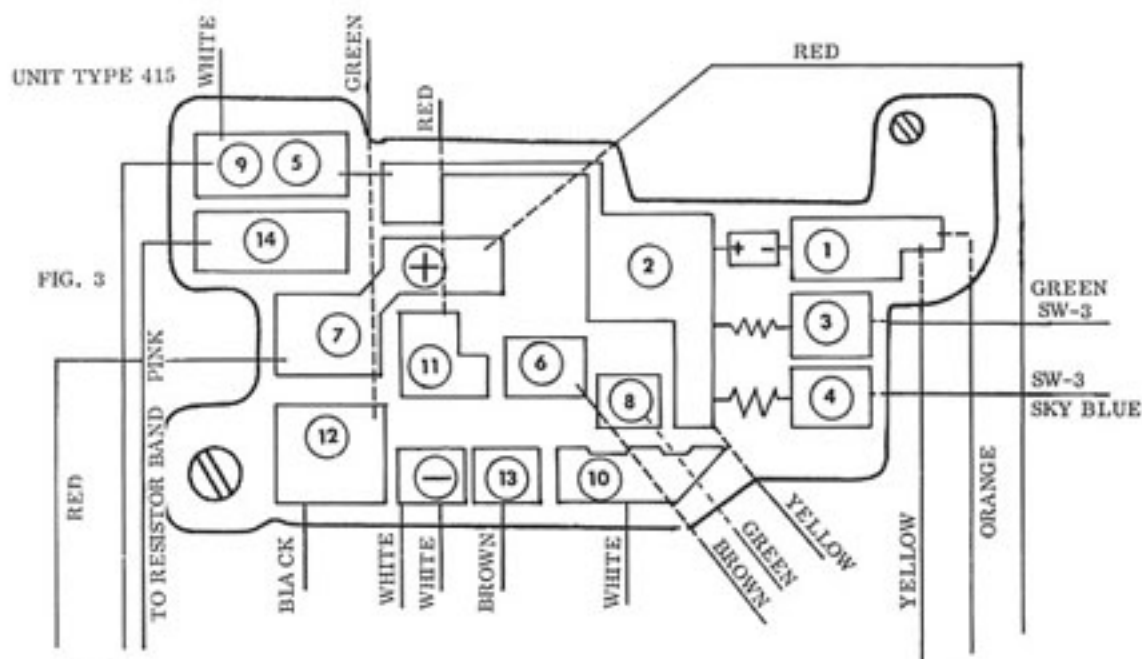 UNIT TYPE 415
WHITE
GREEN
RED
RED
9
5
14
+
2
+ -
1
FIG. 3
7
11
6
3
GREEN
SW-3
8
4
SW-3
SKY BLUE
12
-
13
10
RED
TO RESISTOR BAND PINK
BLACK
WHITE
WHITE
BROWN
WHITE
BROWN
GREEN
YELLOW
YELLOW
ORANGE